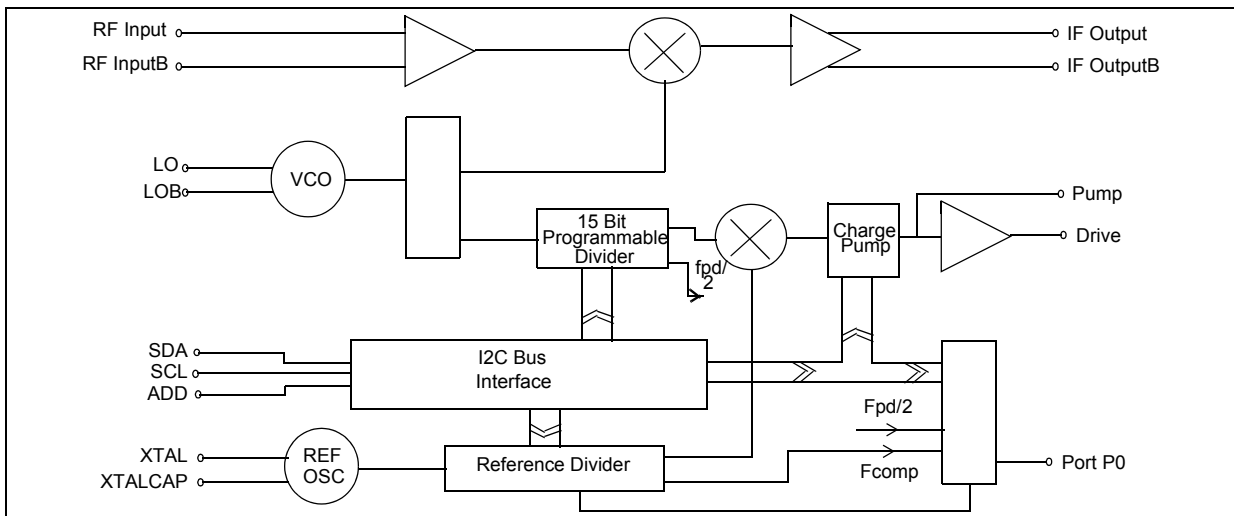 RF Input
RF InputB
IF Output
IF OutputB
LO
LOB
VCO
15 Bit
Programmable
Divider
fpd/
2
Charge
Pump
Pump
Drive
SDA
SCL
ADD
I2C Bus
Interface
Fpd/2
Fcomp
XTAL
XTALCAP
REF
OSC
Reference Divider
Port P0